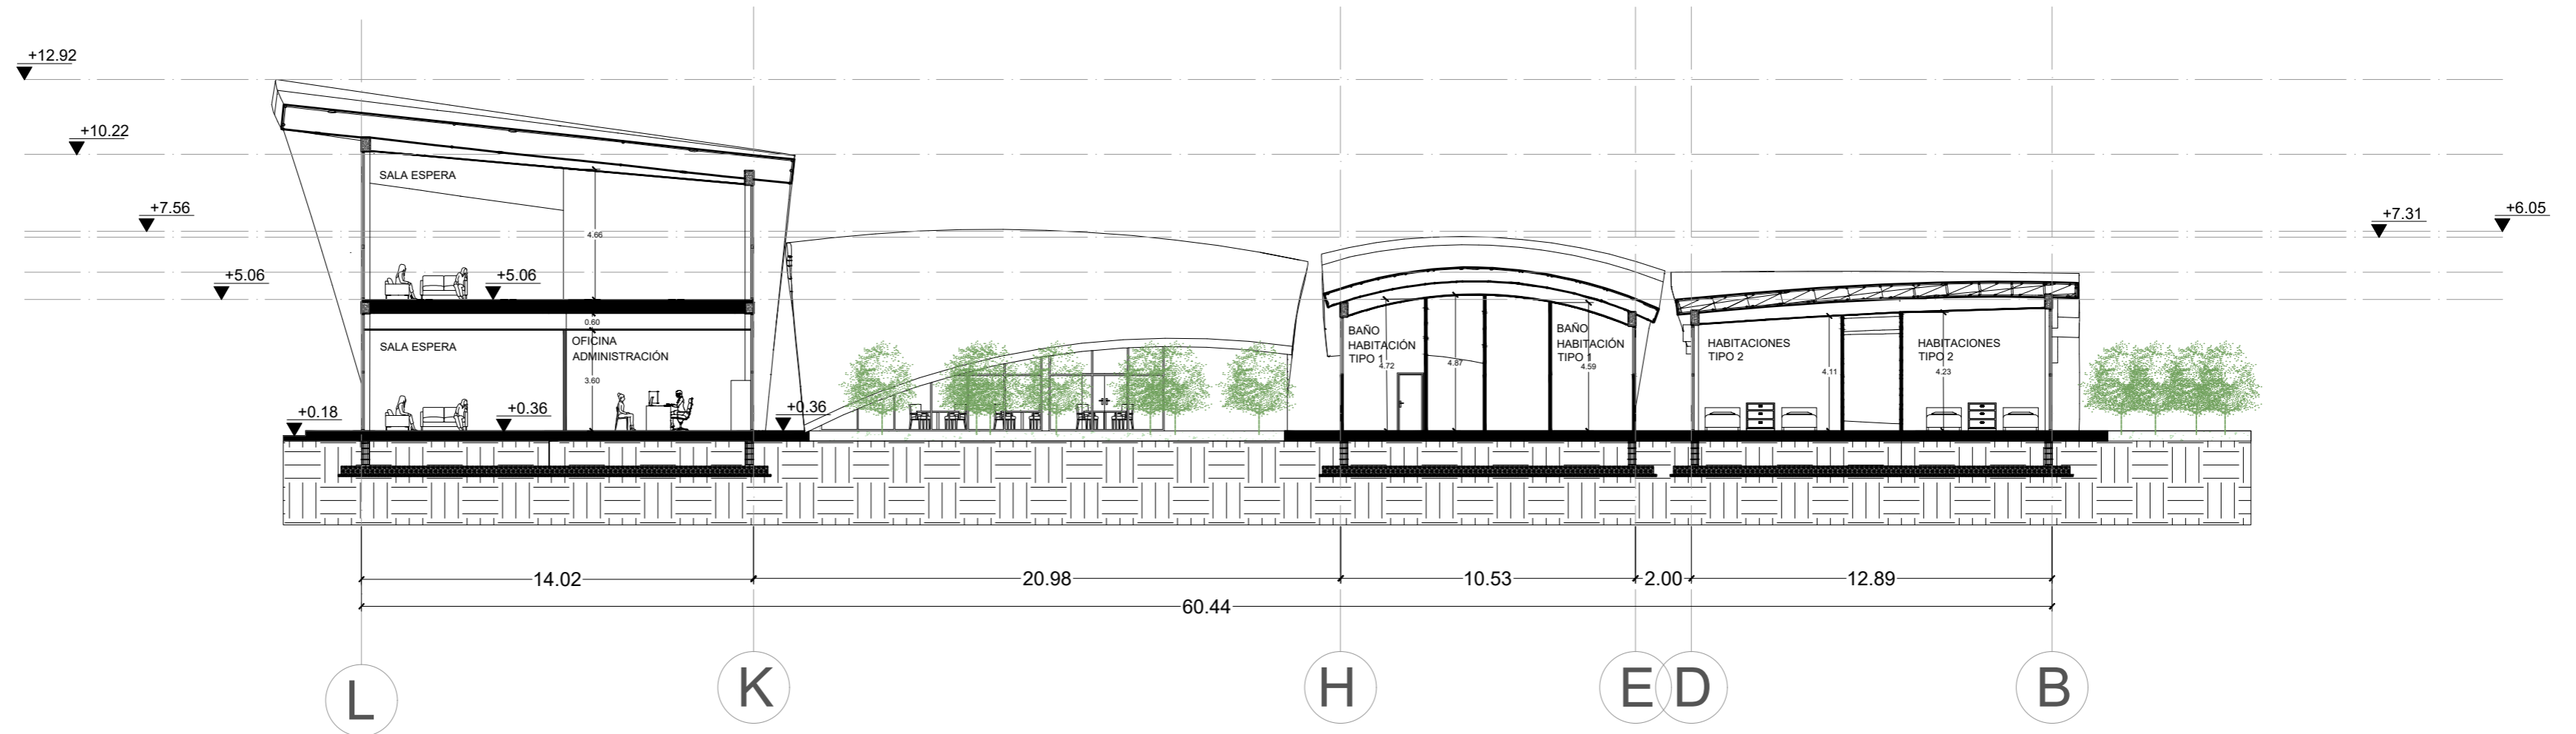 +12.92
+10.22
+7.56
+7.31
+6.05
+5.06
+5.06
SALA ESPERA
4.66
0.60
SALA ESPERA
OFICINA
ADMINISTRACIÓN
3.60
+0.18
+0.36
+0.36
BAÑO
HABITACIÓN
TIPO 1
4.72
4.87
BAÑO
HABITACIÓN
TIPO 1
4.59
HABITACIONES
TIPO 2
4.11
HABITACIONES
TIPO 2
4.23
14.02
20.98
10.53
2.00
12.89
60.44
L
K
H
E
D
B